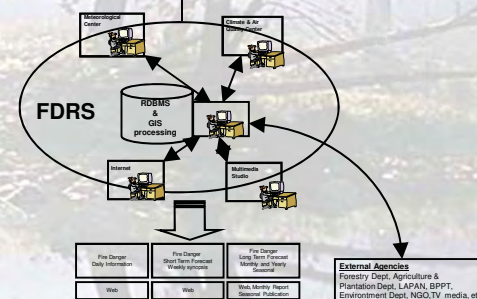 Meteorological
Center
Climate & Air
Quality Center
FDRS
RDBMS
&
GIS
processing
Internet
Multimedia
Studio
Fire Danger
Daily Information
Fire Danger
Short Term Forecast
Weekly synopsis
Fire Danger
Long Term Forecast
Monthly and Yearly
Seasonal
Web
Web
Web, Monthly Report
Seasonal Publication
External Agencies
Forestry Dept, Agriculture &
Plantation Dept, LAPAN, BPPT,
Environment Dept, NGO,TV media, et